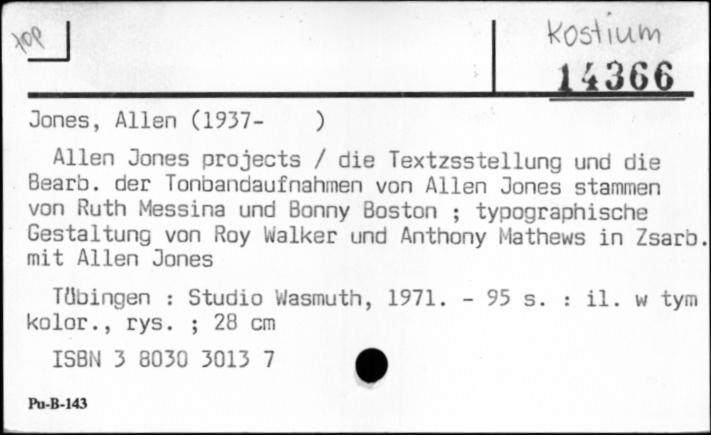 top
Kostium
14366
Jones, Allen (1937-    )
Allen Jones projects / die Textzsstellung und die
Bearb. der Tonbandaufnahmen von Allen Jones stammen
von Ruth Messina und Bonny Boston ; typographische
Gestaltung von Roy Walker und Anthony Mathews in Zsarb.
mit Allen Jones
Tübingen : Studio Wasmuth, 1971. - 95 s. : il. w tym
kolor., rys. ; 28 cm
ISBN 3 8030 3013 7
Pu-B-143